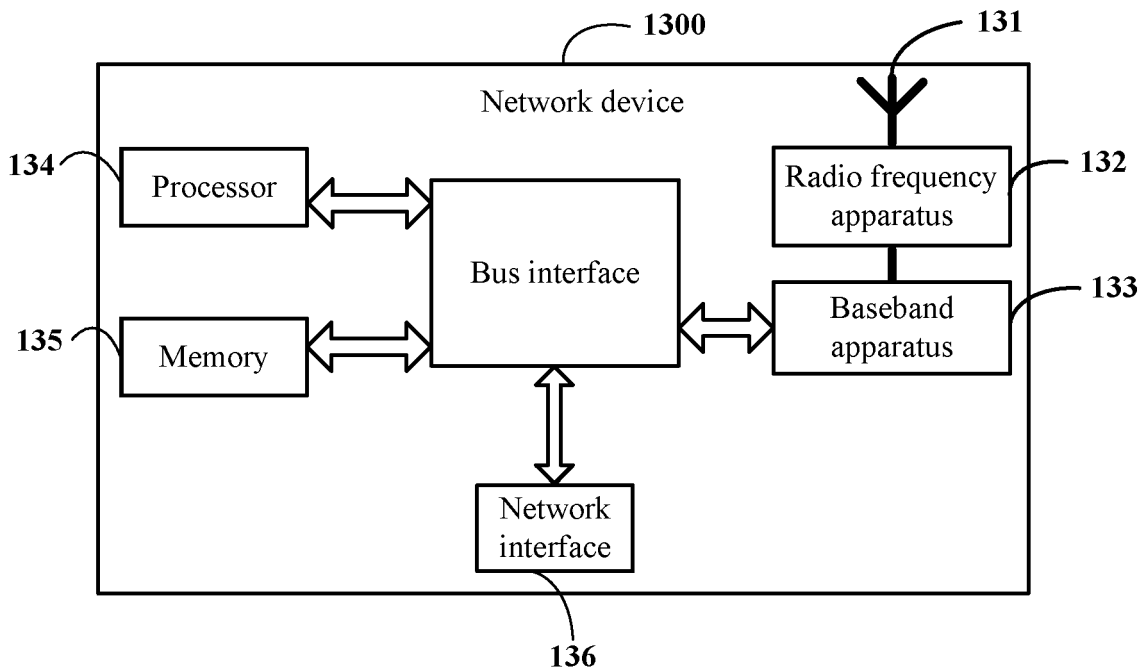 1300
131
Network device
134
Processor
Radio frequency
apparatus
132
Bus interface
133
Baseband
apparatus
135
Memory
Network
interface
136